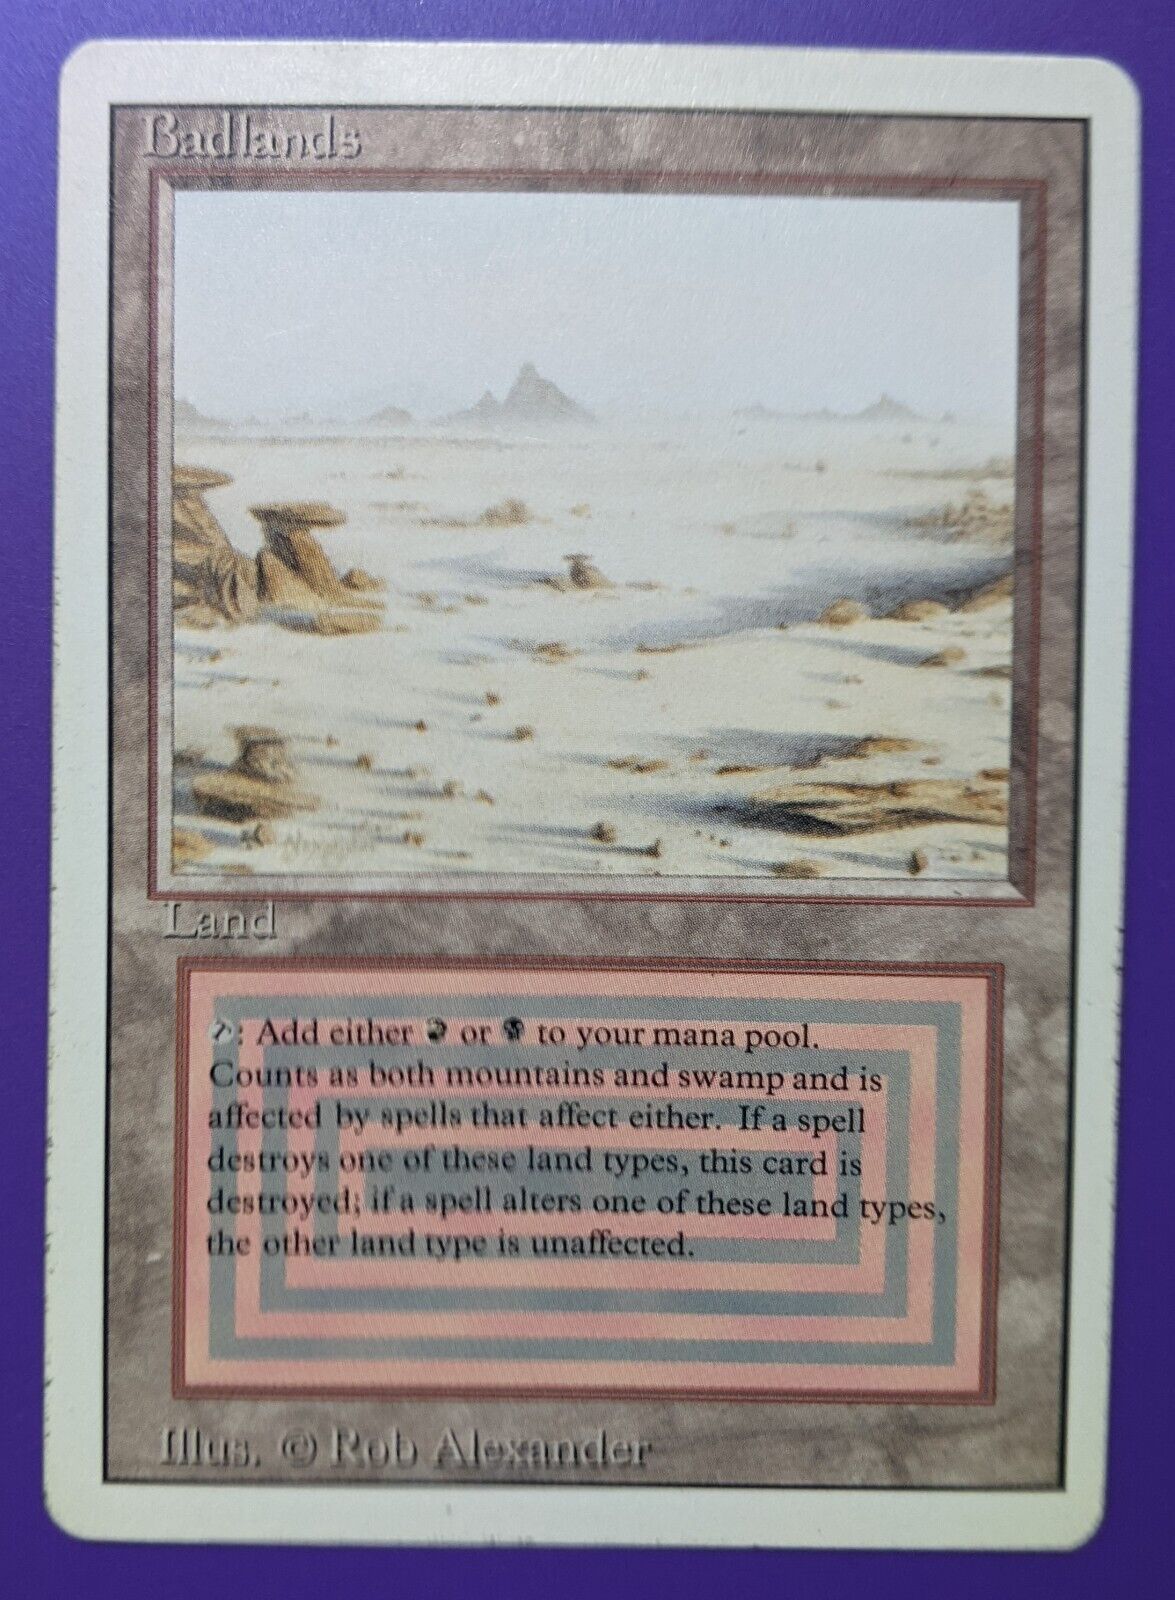 Badlands
Land
: Add either or to your mana pool.
Counts as both mountains and swamp and is
affected by spells that affect either. If a spell
destroys one of these land types, this card is
destroyed; if a spell alters one of these land types,
the other land type is unaffected.
Illus. © Rob Alexander